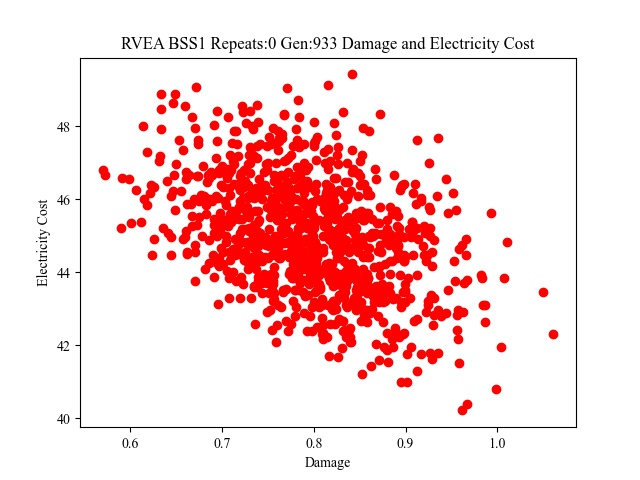 RVEA BSS1 Repeats:0 Gen:933 Damage and Electricity Cost
48
46
44
42
40
Electricity Cost
0.6 0.7 0.8 0.9 1.0
Damage